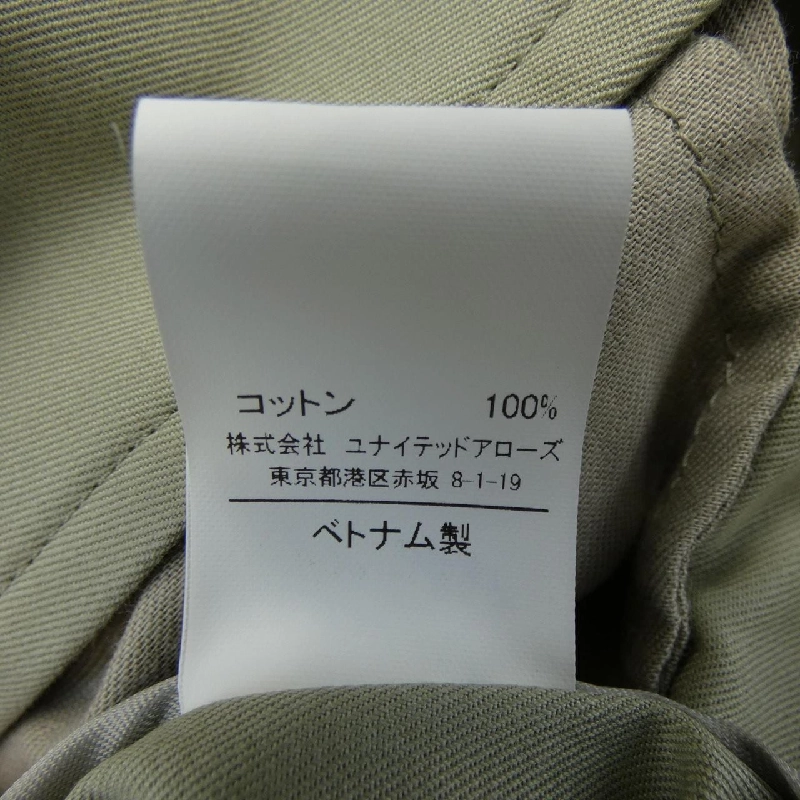 コットン 100%
株式会社 ユナイテッドアローズ
東京都港区赤坂 8-1-19
ベトナム製